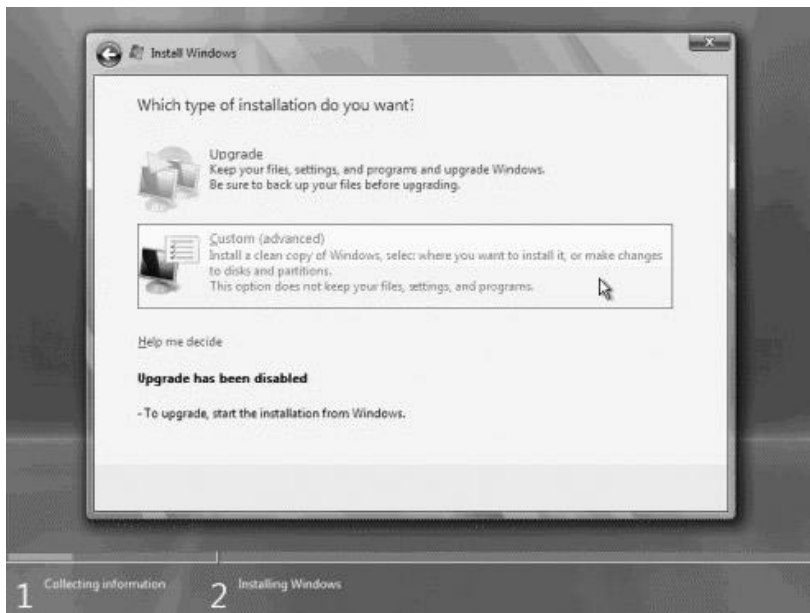 Install Windows
Which type of installation do you want?
Upgrade
Keep your files, settings, and programs and upgrade Windows.
Be sure to back up your files before upgrading.
Custom (advanced)
Install a clean copy of Windows, select where you want to install it, or make changes
to disks and partitions.
This option does not keep your files, settings, and programs.
Help me decide
Upgrade has been disabled
- To upgrade, start the installation from Windows.
1 Collecting information 2 Installing Windows